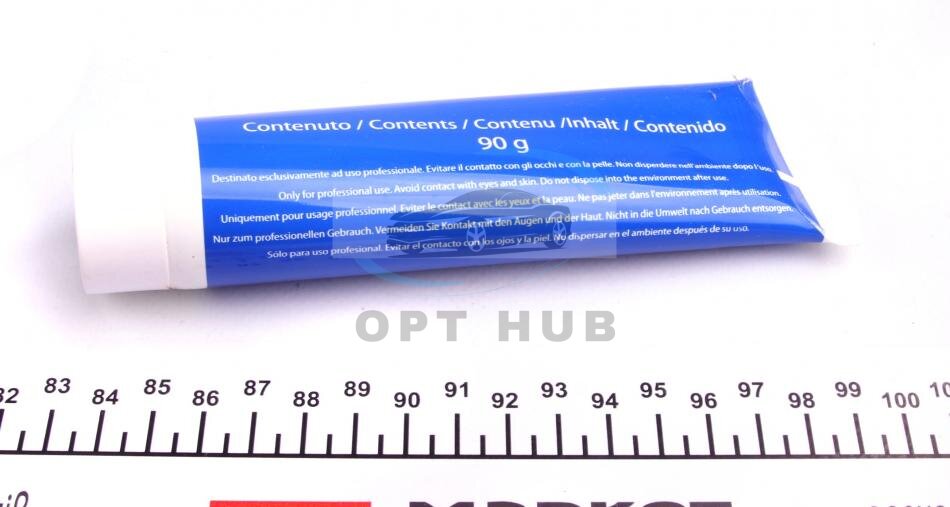 Contenuto / Contents / Contenu /Inhalt / Contenido
90 g
Destinato esclusivamente ad uso professionale. Evitare il contatto con gli occhi e con la pelle. Non disperdere nell'ambiente dopo l'use.
Only for professional use. Avoid contact with eyes and skin. Do not dispose into the environment after use.
Uniquement pour usage professionnel. Eviter le contact avec les yeux et la peau. Ne pas jeter dans l'environnement après utilisation.
Nur zum professionellen Gebrauch. Vermeiden Sie Kontakt mit den Augen und der Haut. Nicht in die Umwelt nach Gebrauch entsorgen.
Sólo para uso profesional. Evitar el contacto con los ojos y la piel. No dispersar en el ambiente después de su uso.
OPT HUB
82 83 84 85 86 87 88 89 90 91 92 93 94 95 96 97 98 99 100